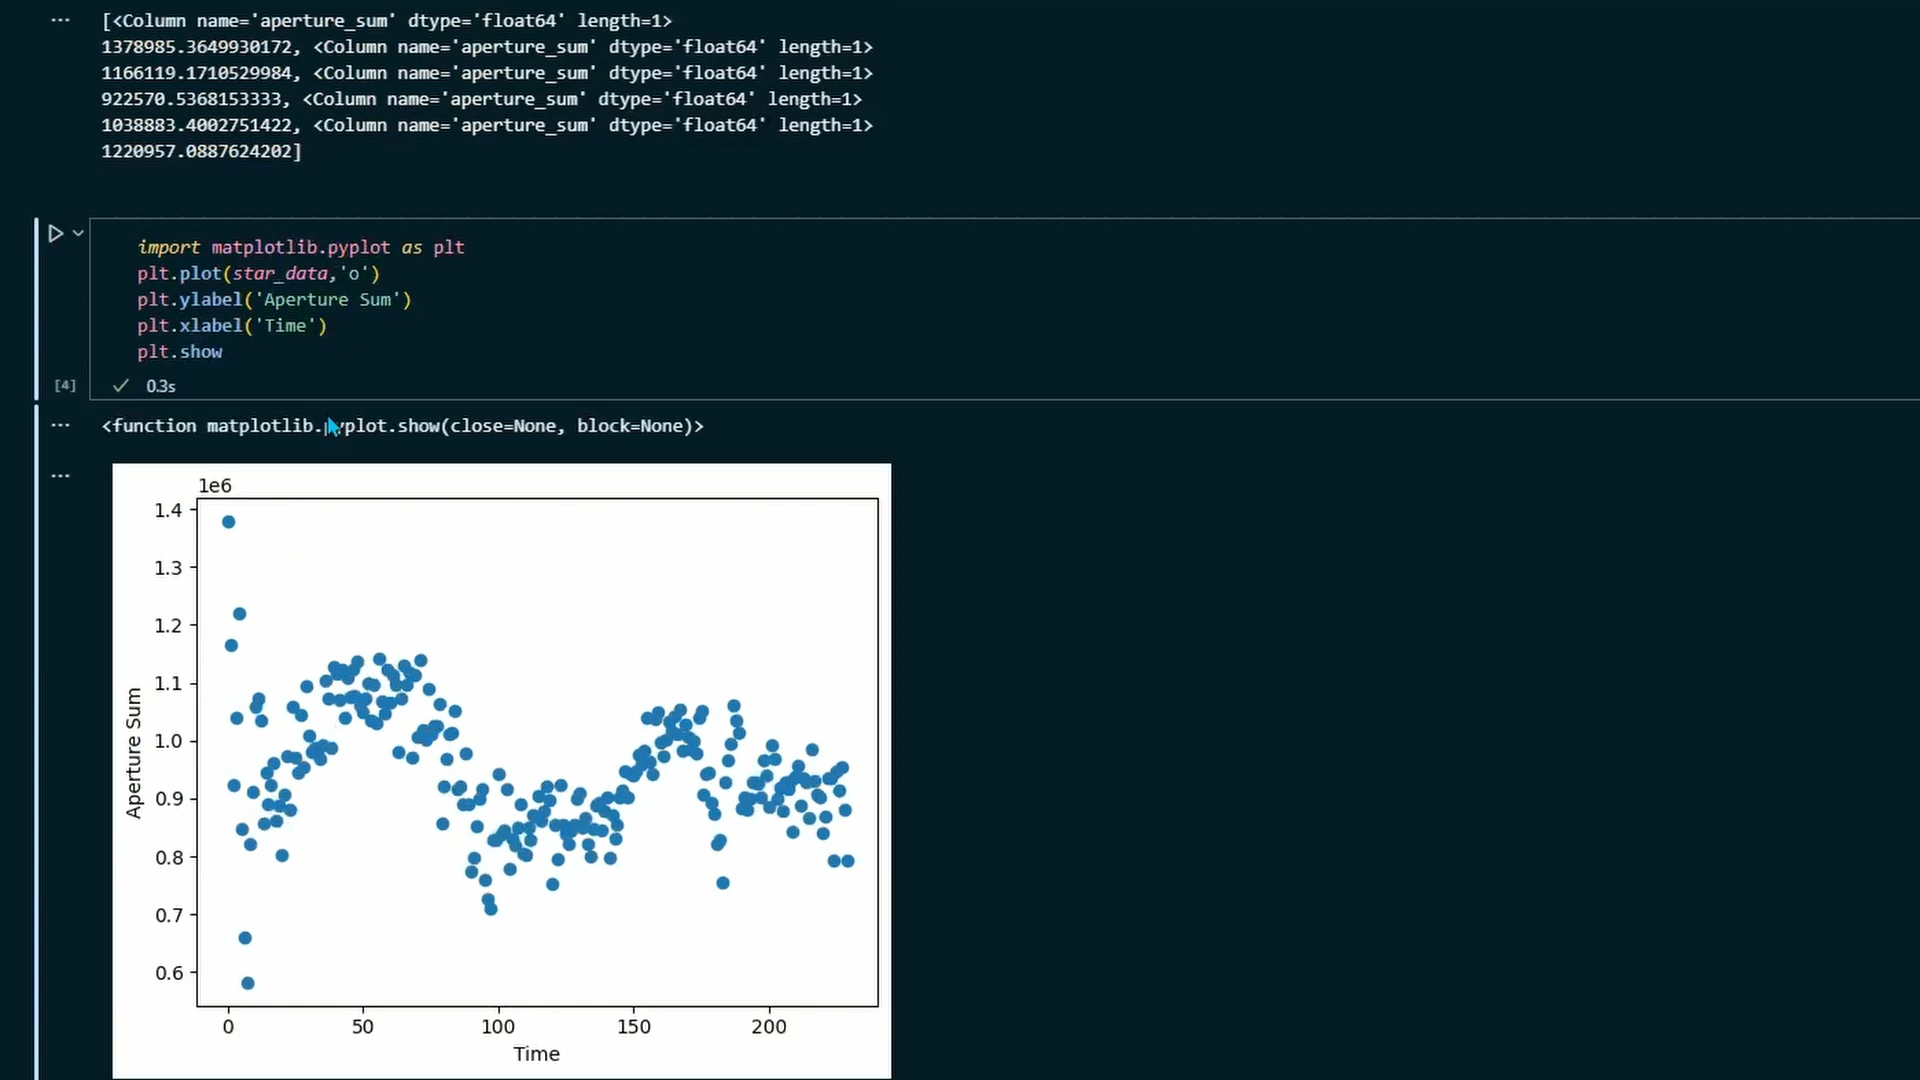 [<Column name='aperture_sum' dtype='float64' length=1>
1378985.3649930172, <Column name='aperture_sum' dtype='float64' length=1>
1166119.1710529984, <Column name='aperture_sum' dtype='float64' length=1>
922570.5368153333, <Column name='aperture_sum' dtype='float64' length=1>
1038883.4002751422, <Column name='aperture_sum' dtype='float64' length=1>
1220957.0887624202]
import matplotlib.pyplot as plt
plt.plot(star_data,'o')
plt.ylabel('Aperture Sum')
plt.xlabel('Time')
plt.show
[4]
0.3s
<function matplotlib.pyplot.show(close=None, block=None)>
1e6
1.4
1.3
1.2
1.1
1.0
0.9
0.8
0.7
0.6
Aperture Sum
0 50 100 150 200
Time